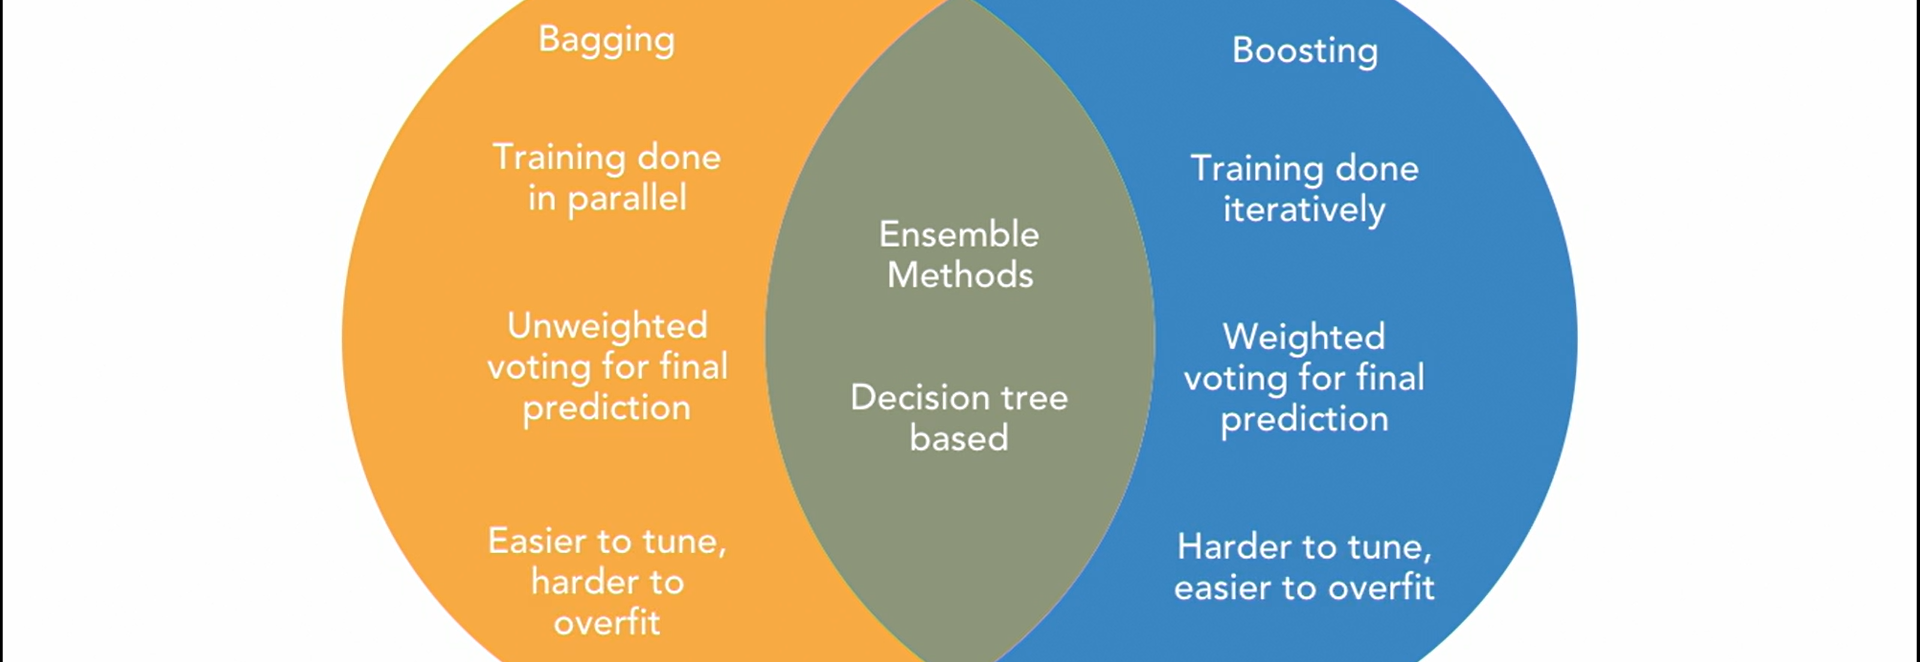 Bagging
Training done
in parallel
Unweighted
voting for final
prediction
Easier to tune,
harder to
overfit
Ensemble
Methods
Decision tree
based
Boosting
Training done
iteratively
Weighted
voting for final
prediction
Harder to tune,
easier to overfit